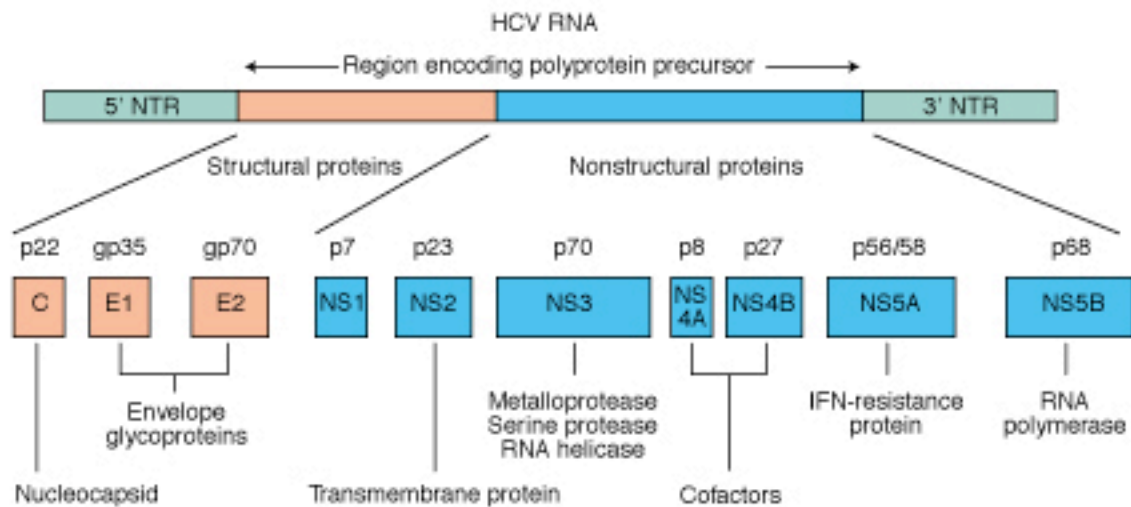 HCV RNA
Region encoding polyprotein precursor
5' NTR 3' NTR
Structural proteins Nonstructural proteins
p22 gp35 gp70 p7 p23 p70 p8 p27 p56/58 p68
C E1 E2 NS1 NS2 NS3 NS 4A NS4B NS5A NS5B
Envelope
glycoproteins
Metalloprotease
Serine protease
RNA helicase
IFN-resistance
protein
RNA
polymerase
Nucleocapsid Transmembrane protein Cofactors